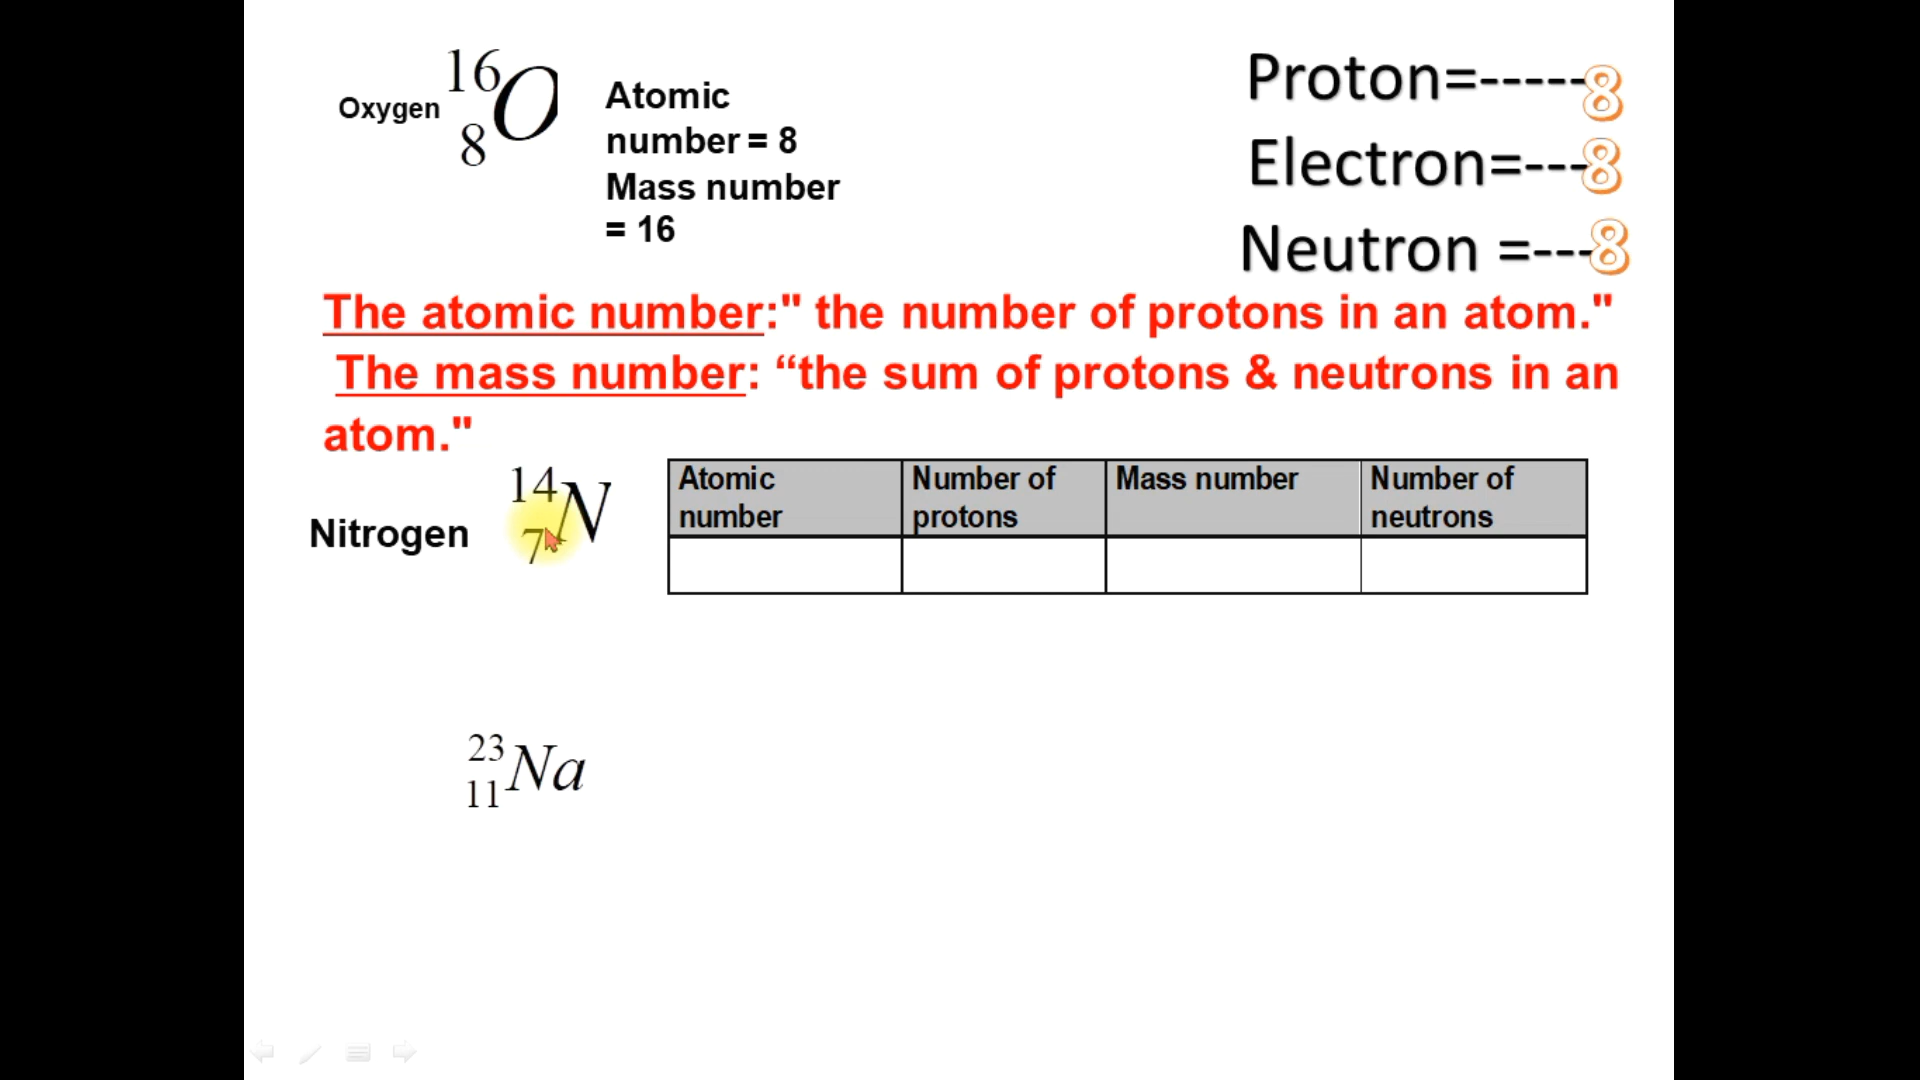 Oxygen
16
8
O
Atomic
number = 8
Mass number
= 16
Proton=-----8
Electron=---8
Neutron =---8
The atomic number:" the number of protons in an atom."
The mass number: “the sum of protons & neutrons in an
atom."
Nitrogen
14
7
N
Atomic
number
Number of
protons
Mass number
Number of
neutrons
23
11
Na